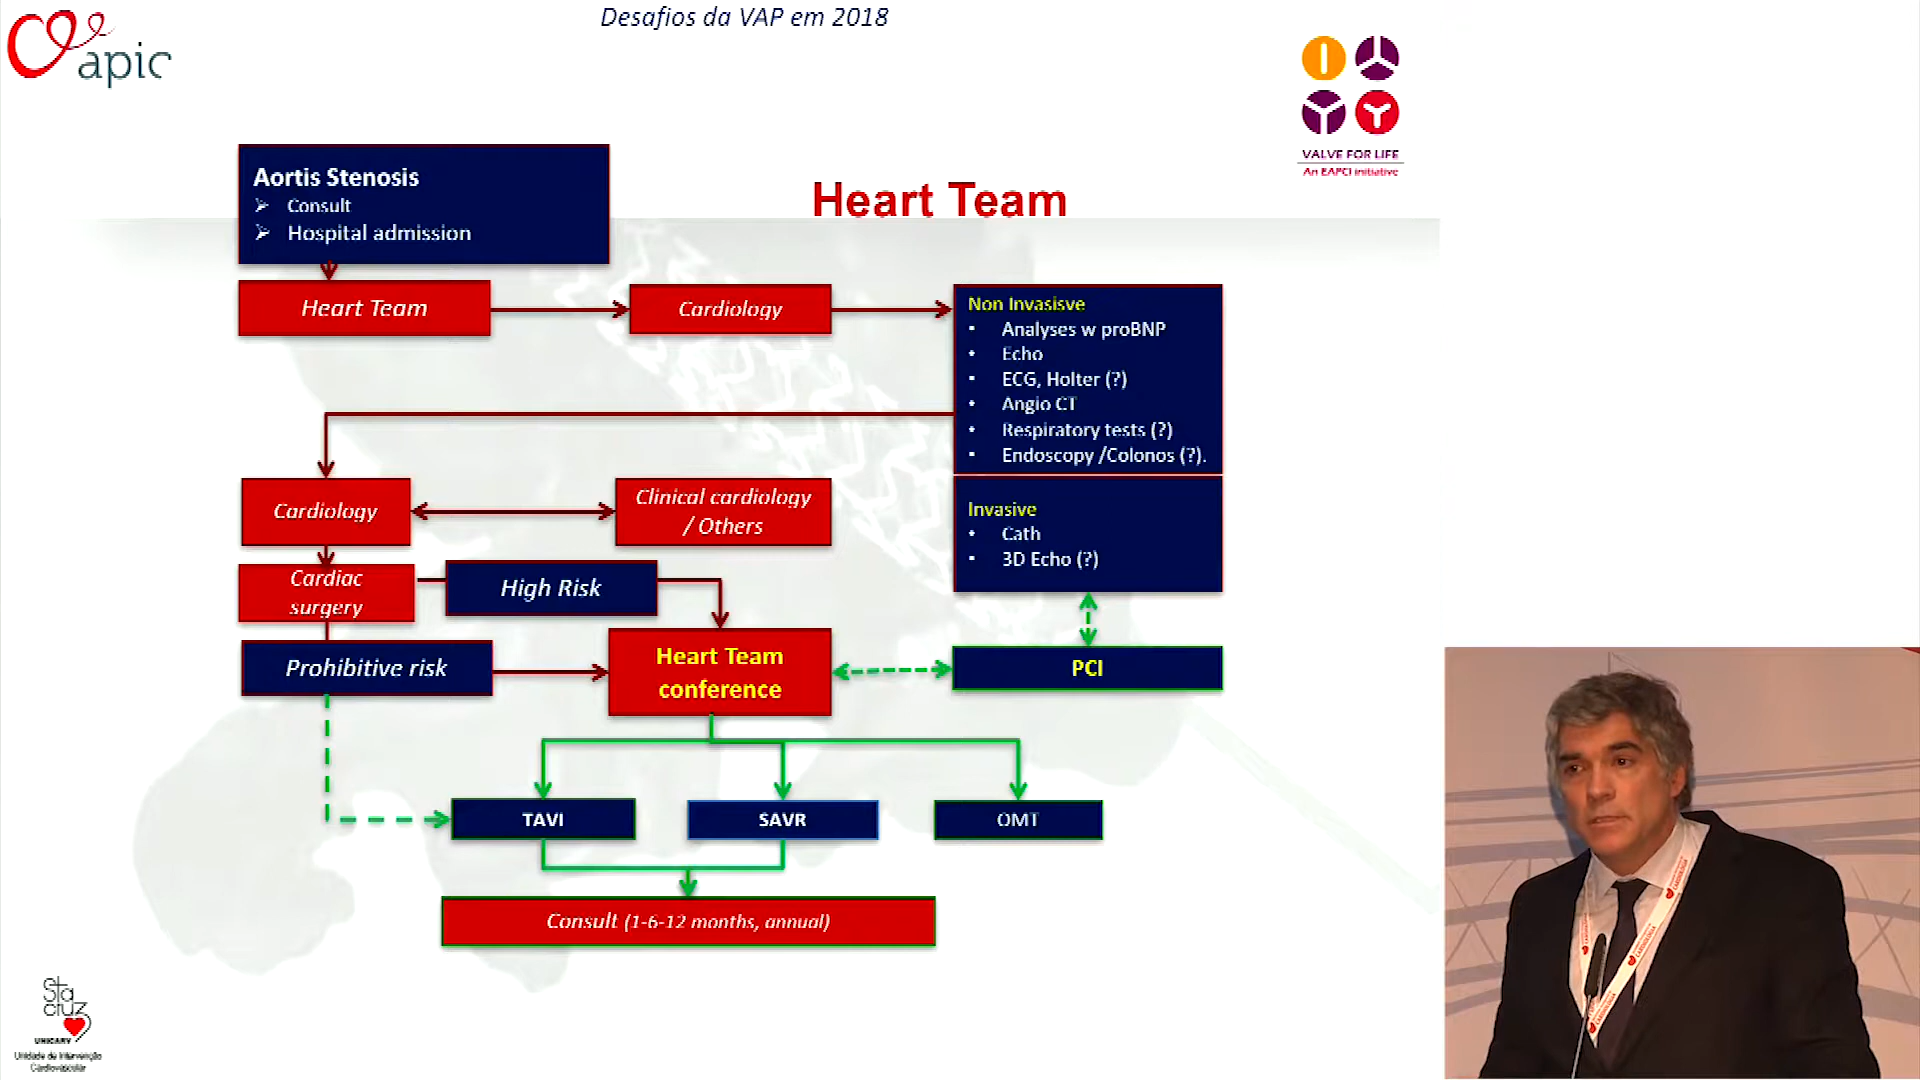 Desafios da VAP em 2018
apic
VALVE FOR LIFE
An EAPCI initiative
Heart Team
Aortis Stenosis
Consult
Hospital admission
Heart Team
Cardiology
Non Invasisve
Analyses w proBNP
Echo
ECG, Holter (?)
Angio CT
Respiratory tests (?)
Endoscopy /Colonos (?).
Invasive
Cath
3D Echo (?)
Cardiology
Clinical cardiology
/ Others
Cardiac
surgery
High Risk
Prohibitive risk
Heart Team
conference
PCI
TAVI
SAVR
OMT
Consult (1-6-12 months, annual)
Sta
cruz
UNICARV
Unidade de Intervenção
Cardiovascular
CARDIOLOGIA